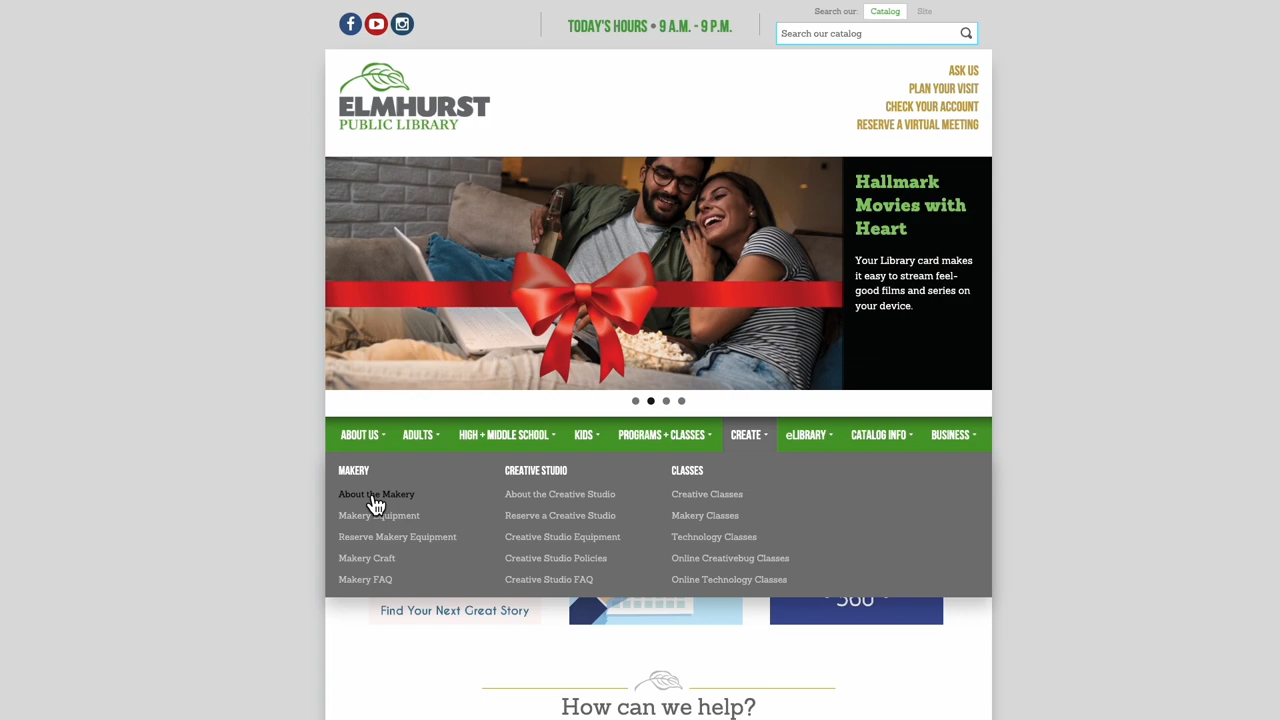 Search our:
Catalog
Site
TODAY'S HOURS • 9 A.M. - 9 P.M.
Search our catalog
ELMHURST
PUBLIC LIBRARY
ASK US
PLAN YOUR VISIT
CHECK YOUR ACCOUNT
RESERVE A VIRTUAL MEETING
Hallmark
Movies with
Heart
Your Library card makes
it easy to stream feel-
good films and series on
your device.
ABOUT US
ADULTS
HIGH + MIDDLE SCHOOL
KIDS
PROGRAMS + CLASSES
CREATE
eLIBRARY
CATALOG INFO
BUSINESS
MAKERY
About the Makery
Makery Equipment
Reserve Makery Equipment
Makery Craft
Makery FAQ
CREATIVE STUDIO
About the Creative Studio
Reserve a Creative Studio
Creative Studio Equipment
Creative Studio Policies
Creative Studio FAQ
CLASSES
Creative Classes
Makery Classes
Technology Classes
Online Creativebug Classes
Online Technology Classes
Find Your Next Great Story
360
How can we help?